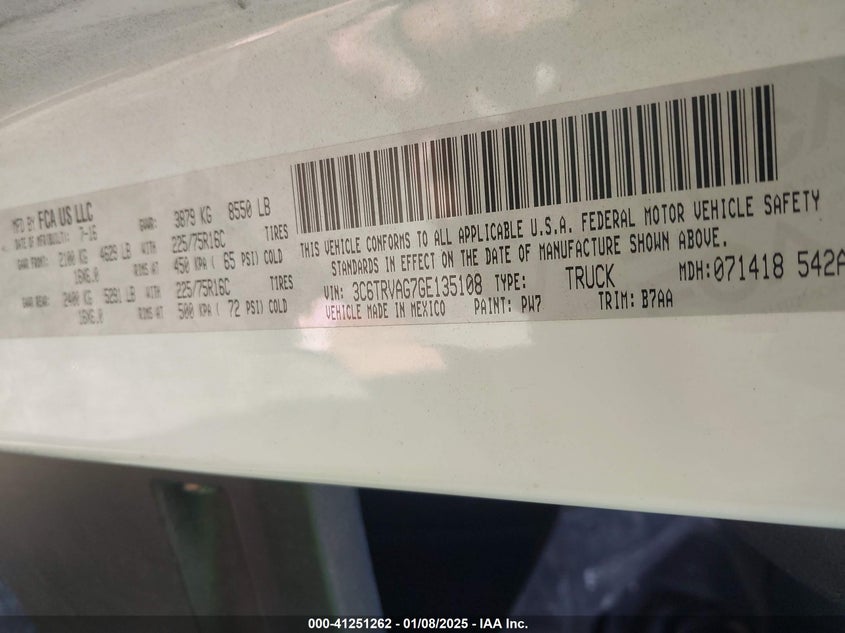 MFD BY FCA US LLC GVWR: 3879 KG 8550 LB
DATE OF MFR(BUILT): 7-16
GAWR FRONT: 2100 KG 4629 LB WITH 225/75R16C TIRES
16X6.0 RIMS AT 450 KPA ( 65 PSI) COLD
GAWR REAR: 2400 KG 5291 LB WITH 225/75R16C TIRES
16X6.0 RIMS AT 500 KPA ( 72 PSI) COLD
THIS VEHICLE CONFORMS TO ALL APPLICABLE U.S.A. FEDERAL MOTOR VEHICLE SAFETY
STANDARDS IN EFFECT ON THE DATE OF MANUFACTURE SHOWN ABOVE.
VIN: 3C6TRVAG7GE135108 TYPE: TRUCK MDH:071418 542A
VEHICLE MADE IN MEXICO PAINT: PW7 TRIM: B7AA
000-41251262 - 01/08/2025 - IAA Inc.